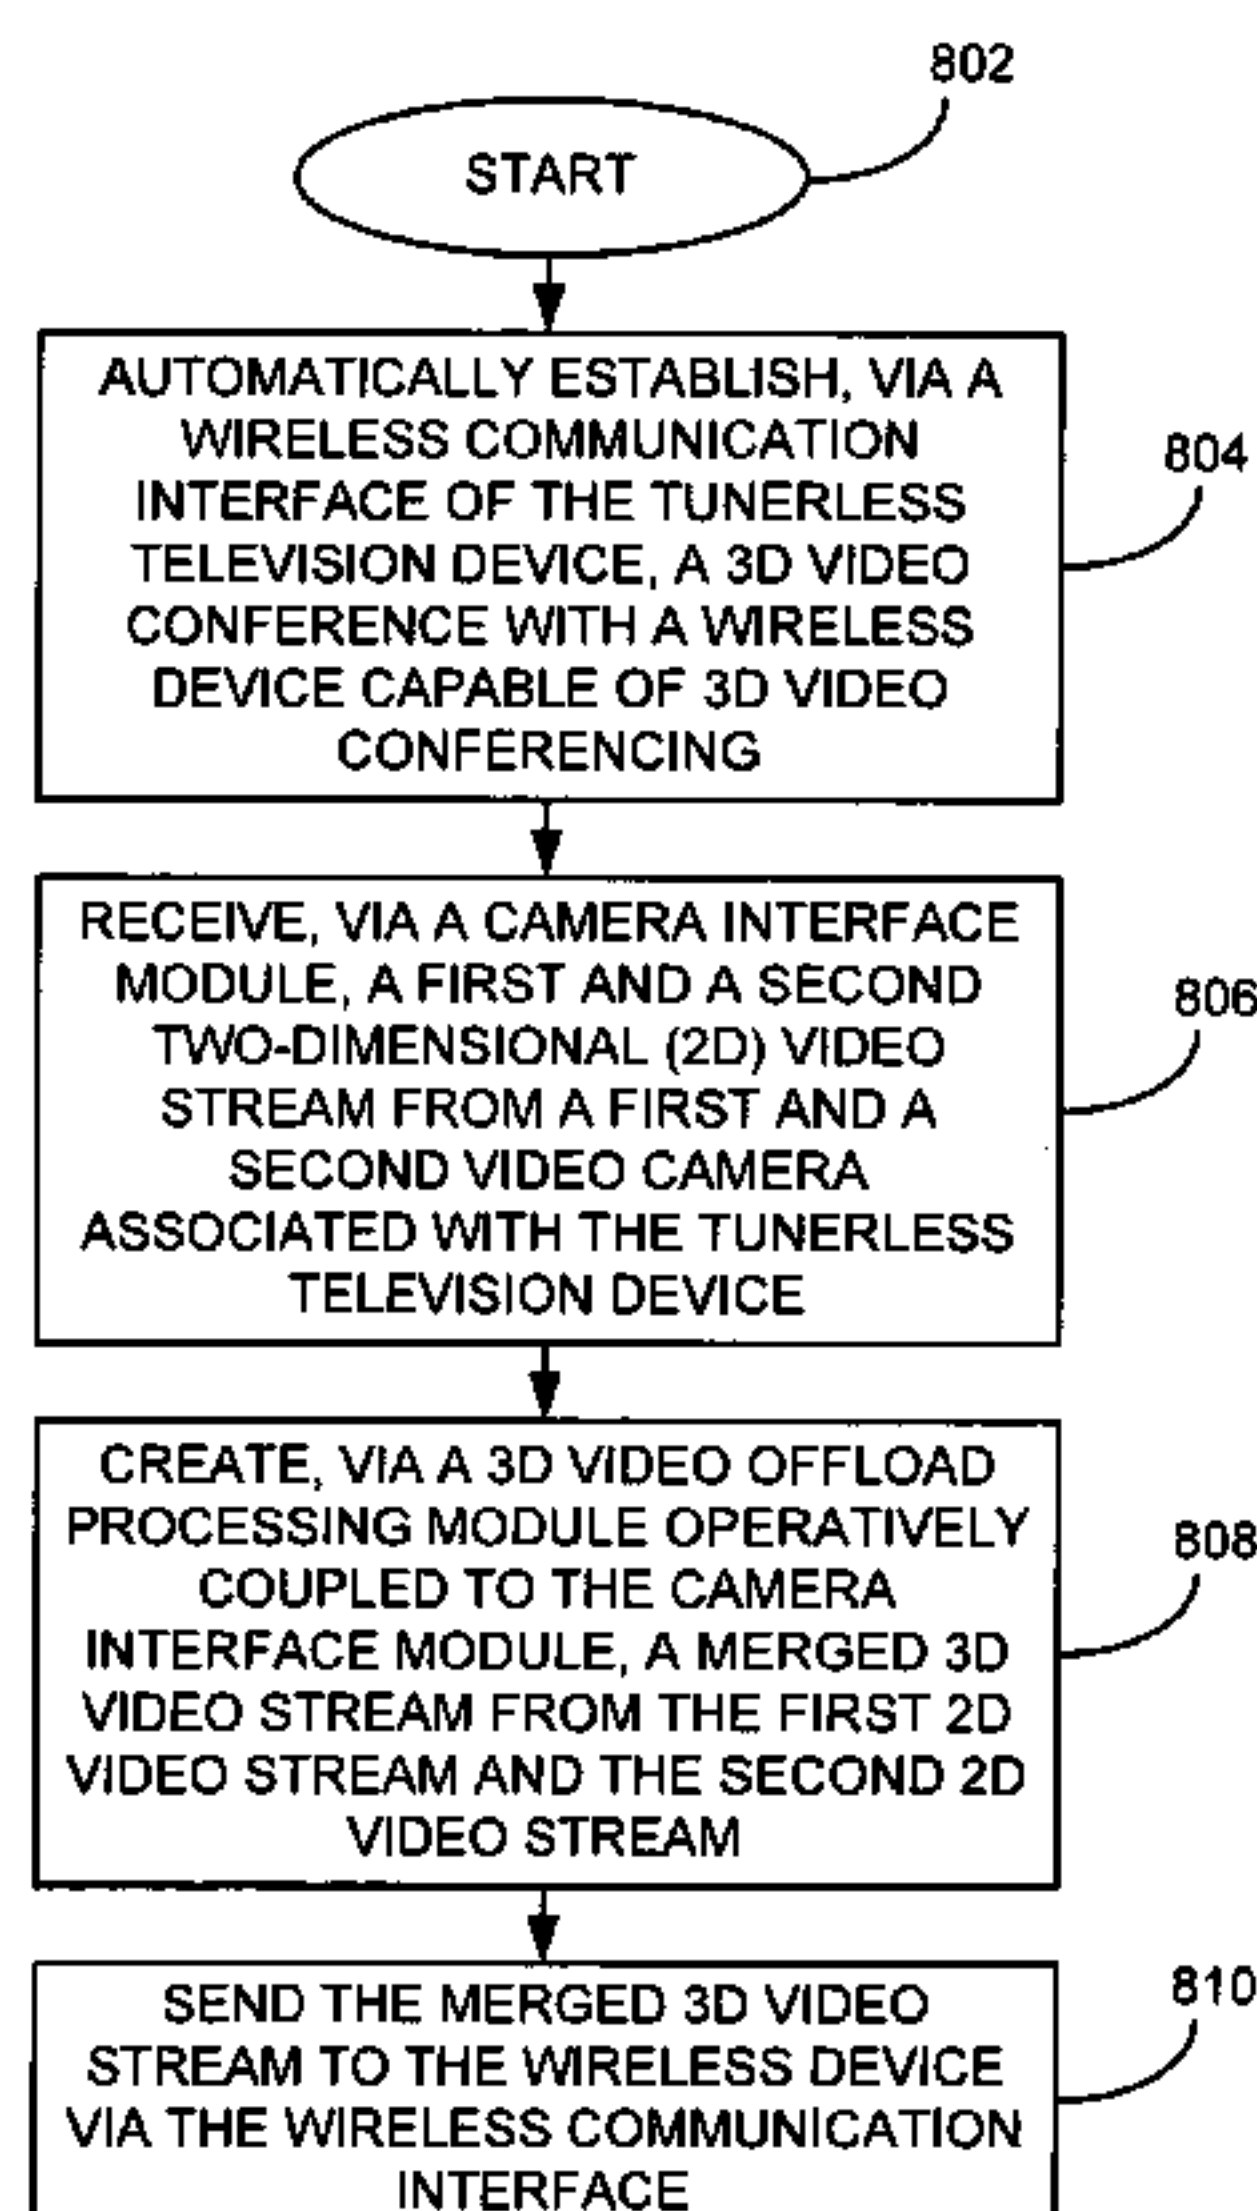 802
START
AUTOMATICALLY ESTABLISH, VIA A
WIRELESS COMMUNICATION
INTERFACE OF THE TUNERLESS
TELEVISION DEVICE, A 3D VIDEO
CONFERENCE WITH A WIRELESS
DEVICE CAPABLE OF 3D VIDEO
CONFERENCING
804
RECEIVE, VIA A CAMERA INTERFACE
MODULE, A FIRST AND A SECOND
TWO-DIMENSIONAL (2D) VIDEO
STREAM FROM A FIRST AND A
SECOND VIDEO CAMERA
ASSOCIATED WITH THE TUNERLESS
TELEVISION DEVICE
806
CREATE, VIA A 3D VIDEO OFFLOAD
PROCESSING MODULE OPERATIVELY
COUPLED TO THE CAMERA
INTERFACE MODULE, A MERGED 3D
VIDEO STREAM FROM THE FIRST 2D
VIDEO STREAM AND THE SECOND 2D
VIDEO STREAM
808
SEND THE MERGED 3D VIDEO
STREAM TO THE WIRELESS DEVICE
VIA THE WIRELESS COMMUNICATION
INTERFACE
810